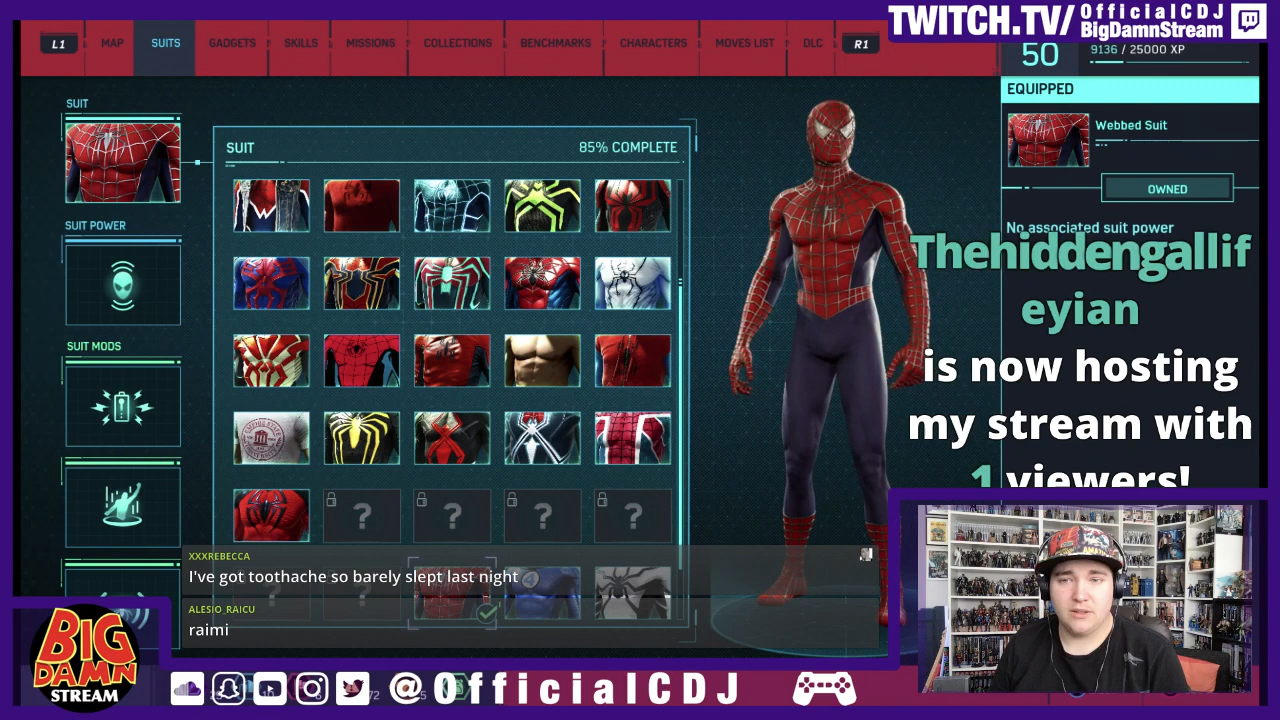 TWITCH.TV/ OfficialCDJ
BigDamnStream
L1 MAP SUITS GADGETS SKILLS MISSIONS COLLECTIONS BENCHMARKS CHARACTERS MOVES LIST DLC R1
50 9136 / 25000 XP
EQUIPPED
SUIT
Webbed Suit
SUIT 85% COMPLETE
OWNED
No associated suit power
SUIT POWER
Thehiddengallif
eyian
is now hosting
my stream with
1 viewers!
SUIT MODS
EMPIRE STATE
? ? ? ?
XXXREBECCA
I've got toothache so barely slept last night
ALESIO_RAICU
raimi
BIG
DAMN
STREAM
@OfficialCDJ